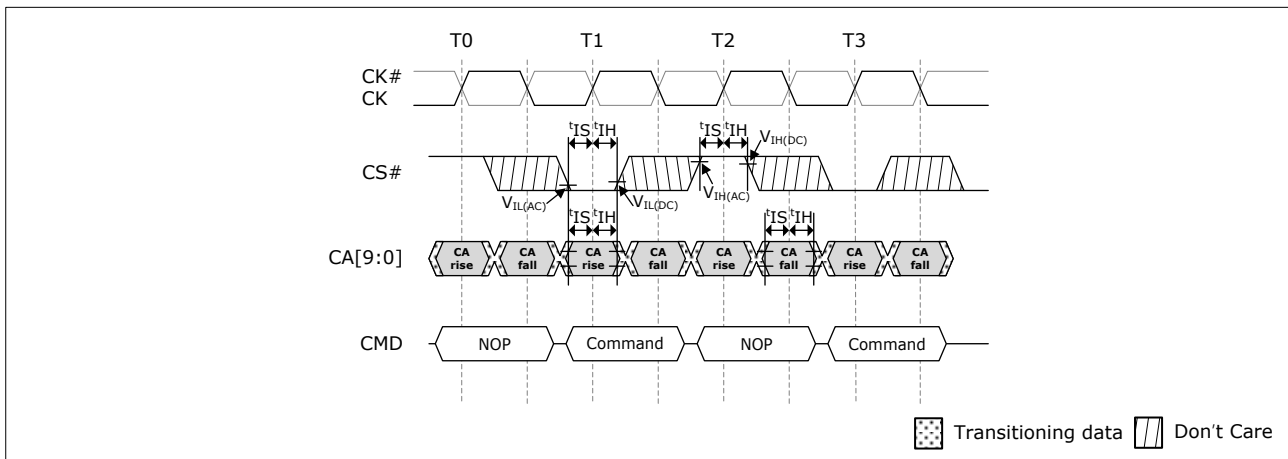 T0 T1 T2 T3
CK#
CK
tIS tIH tIS tIH VIH(DC)
CS#
VIL(AC) VIL(DC) VIH(AC)
tIS tIH tIS tIH
CA[9:0] CA rise CA fall CA rise CA fall CA rise CA fall CA rise CA fall
CMD NOP Command NOP Command
Transitioning data Don't Care